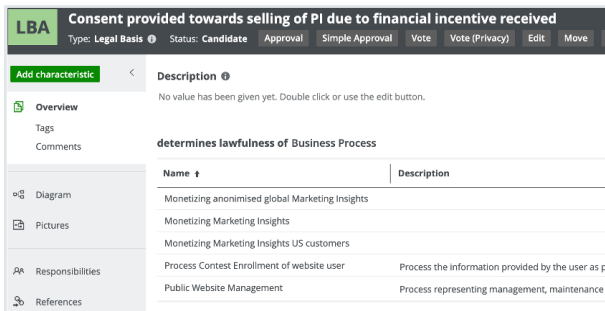 LBA
Consent provided towards selling of PI due to financial incentive received
Type: Legal Basis Status: Candidate Approval Simple Approval Vote Vote (Privacy) Edit Move
Add characteristic
Overview
Tags
Comments
Diagram
Pictures
Responsibilities
References
Description
No value has been given yet. Double click or use the edit button.
determines lawfulness of Business Process
Name Description
Monetizing anonimised global Marketing Insights
Monetizing Marketing Insights
Monetizing Marketing Insights US customers
Process Contest Enrollment of website user Process the information provided by the user as p
Public Website Management Process representing management, maintenance